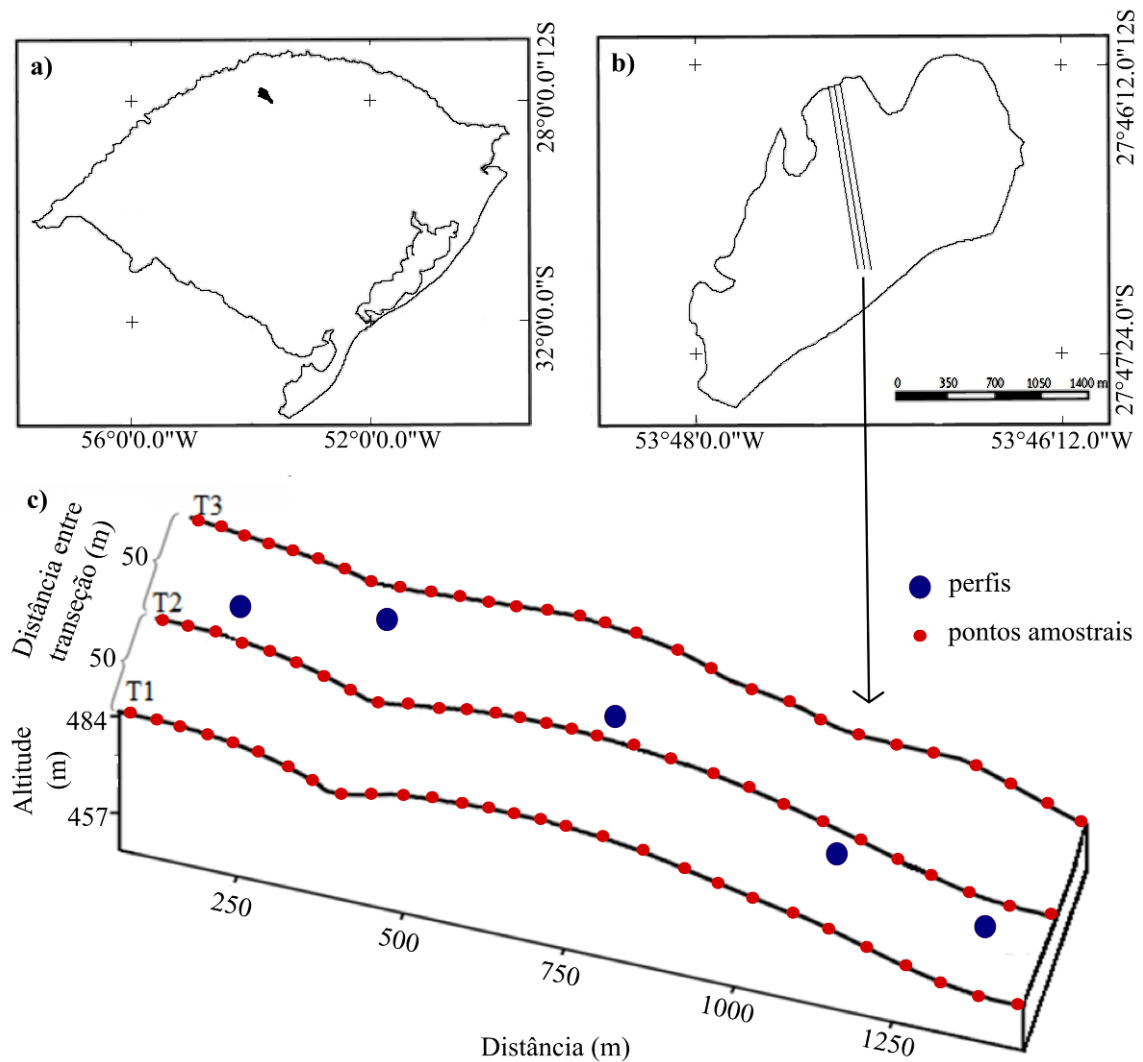 a)
28°0'0.0"12S
32°0'0.0"S
56°0'0.0"W
52°0'0.0"W
b)
27°46'12.0"12S
27°47'24.0"S
0 350 700 1050 1400 m
53°48'0.0"W
53°46'12.0"W
c)
Distância entre
transeção (m)
50
50
T3
T2
T1
perfis
pontos amostrais
Altitude
(m)
484
457
250
500
750
1000
1250
Distância (m)